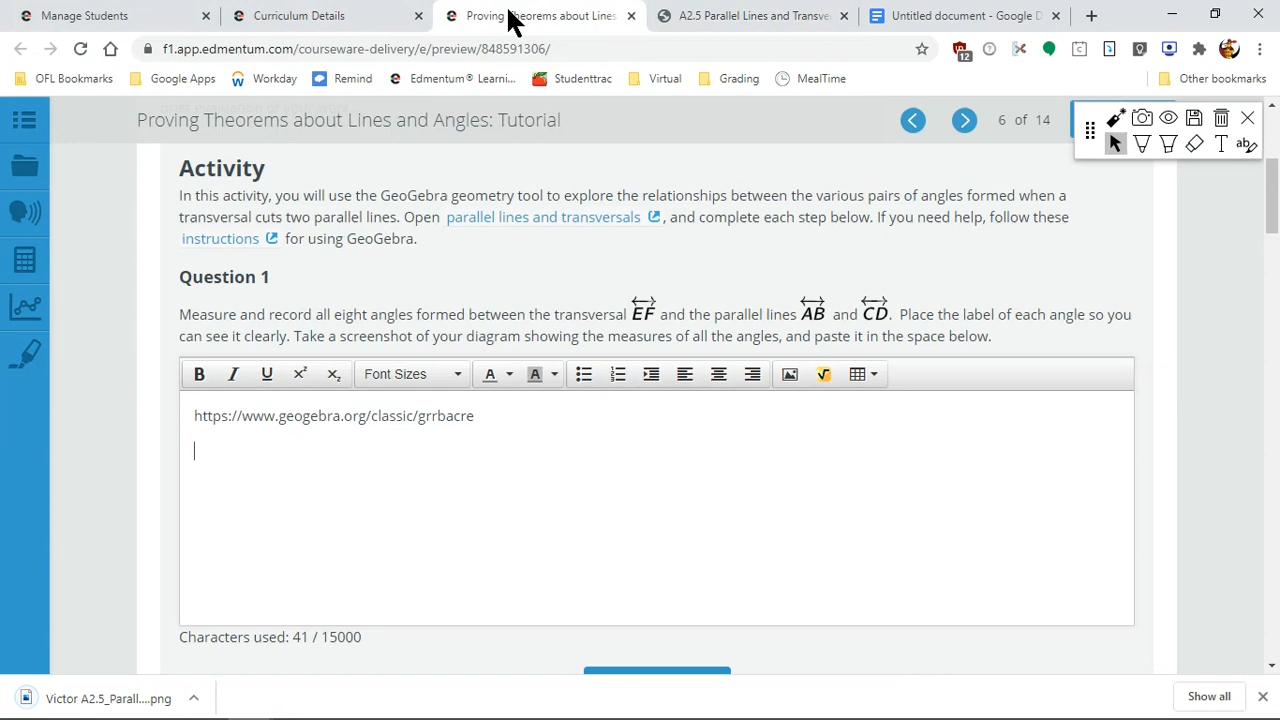 Manage Students
Curriculum Details
Proving Theorems about Lines
A2.5 Parallel Lines and Transve
Untitled document - Google D
f1.app.edmentum.com/courseware-delivery/e/preview/848591306/
12
OFL Bookmarks
Google Apps
Workday
Remind
Edmentum® Learni...
Studenttrac
Virtual
Grading
MealTime
Other bookmarks
Proving Theorems about Lines and Angles: Tutorial
6 of 14
Activity
In this activity, you will use the GeoGebra geometry tool to explore the relationships between the various pairs of angles formed when a
transversal cuts two parallel lines. Open parallel lines and transversals , and complete each step below. If you need help, follow these
instructions for using GeoGebra.
Question 1
Measure and record all eight angles formed between the transversal EF and the parallel lines AB and CD. Place the label of each angle so you
can see it clearly. Take a screenshot of your diagram showing the measures of all the angles, and paste it in the space below.
B I U x² x₂ Font Sizes A A
https://www.geogebra.org/classic/grrbacre
Characters used: 41 / 15000
Victor A2.5_Parall....png
Show all